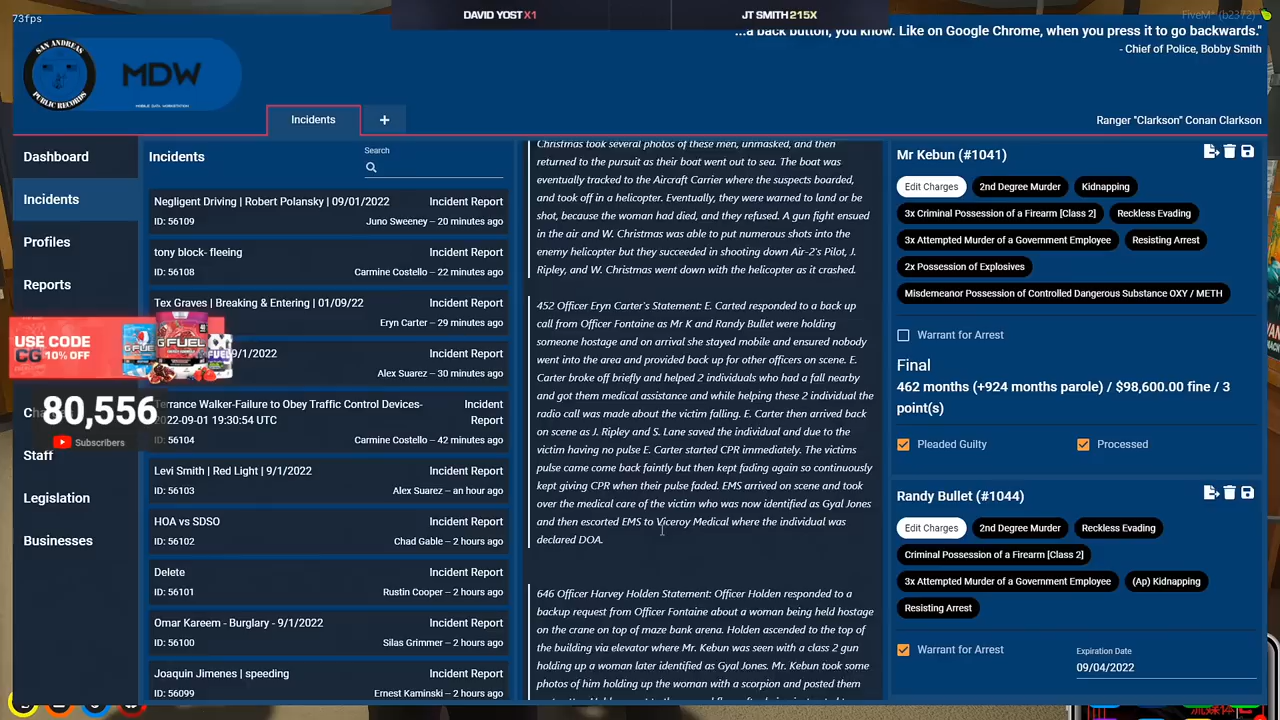 73fps
DAVID YOST X1
JT SMITH 215X
FiveM* (b2372)
...a back button, you know. Like on Google Chrome, when you press it to go backwards."
- Chief of Police, Bobby Smith
SAN ANDREAS
PUBLIC RECORDS
MDW
MOBILE DATA WORKSTATION
Incidents
+
Ranger "Clarkson" Conan Clarkson
Dashboard
Incidents
Profiles
Reports
Staff
Legislation
Businesses
USE CODE
CG 10% OFF
G FUEL
80,556
Subscribers
Incidents
Search
Negligent Driving | Robert Polansky | 09/01/2022
Incident Report
ID: 56109
Juno Sweeney – 20 minutes ago
tony block- fleeing
Incident Report
ID: 56108
Carmine Costello – 22 minutes ago
Tex Graves | Breaking & Entering | 01/09/22
Incident Report
Eryn Carter – 29 minutes ago
9/1/2022
Incident Report
Alex Suarez – 30 minutes ago
Terrance Walker-Failure to Obey Traffic Control Devices-
2022-09-01 19:30:54 UTC
Incident
Report
ID: 56104
Carmine Costello – 42 minutes ago
Levi Smith | Red Light | 9/1/2022
Incident Report
ID: 56103
Alex Suarez – an hour ago
HOA vs SDSO
Incident Report
ID: 56102
Chad Gable – 2 hours ago
Delete
Incident Report
ID: 56101
Rustin Cooper – 2 hours ago
Omar Kareem - Burglary - 9/1/2022
Incident Report
ID: 56100
Silas Grimmer – 2 hours ago
Joaquin Jimenes | speeding
Incident Report
ID: 56099
Ernest Kaminski – 2 hours ago
Christmas took several photos of these men, unmasked, and then
returned to the pursuit as their boat went out to sea. The boat was
eventually tracked to the Aircraft Carrier where the suspects boarded,
and took off in a helicopter. Eventually, they were warned to land or be
shot, because the woman had died, and they refused. A gun fight ensued
in the air and W. Christmas was able to put numerous shots into the
enemy helicopter but they succeeded in shooting down Air-2's Pilot, J.
Ripley, and W. Christmas went down with the helicopter as it crashed.
452 Officer Eryn Carter's Statement: E. Carted responded to a back up
call from Officer Fontaine as Mr K and Randy Bullet were holding
someone hostage and on arrival she stayed mobile and ensured nobody
went into the area and provided back up for other officers on scene. E.
Carter broke off briefly and helped 2 individuals who had a fall nearby
and got them medical assistance and while helping these 2 individual the
radio call was made about the victim falling. E. Carter then arrived back
on scene as J. Ripley and S. Lane saved the individual and due to the
victim having no pulse E. Carter started CPR immediately. The victims
pulse came come back faintly but then kept fading again so continuously
kept giving CPR when their pulse faded. EMS arrived on scene and took
over the medical care of the victim who was now identified as Gyal Jones
and then escorted EMS to Viceroy Medical where the individual was
declared DOA.
646 Officer Harvey Holden Statement: Officer Holden responded to a
backup request from Officer Fontaine about a woman being held hostage
on the crane on top of maze bank arena. Holden ascended to the top of
the building via elevator where Mr. Kebun was seen with a class 2 gun
holding up a woman later identified as Gyal Jones. Mr. Kebun took some
photos of him holding up the woman with a scorpion and posted them
Mr Kebun (#1041)
Edit Charges
2nd Degree Murder
Kidnapping
3x Criminal Possession of a Firearm [Class 2]
Reckless Evading
3x Attempted Murder of a Government Employee
Resisting Arrest
2x Possession of Explosives
Misdemeanor Possession of Controlled Dangerous Substance OXY / METH
Warrant for Arrest
Final
462 months (+924 months parole) / $98,600.00 fine / 3
point(s)
Pleaded Guilty
Processed
Randy Bullet (#1044)
Edit Charges
2nd Degree Murder
Reckless Evading
Criminal Possession of a Firearm [Class 2]
3x Attempted Murder of a Government Employee
(Ap) Kidnapping
Resisting Arrest
Warrant for Arrest
Expiration Date
09/04/2022